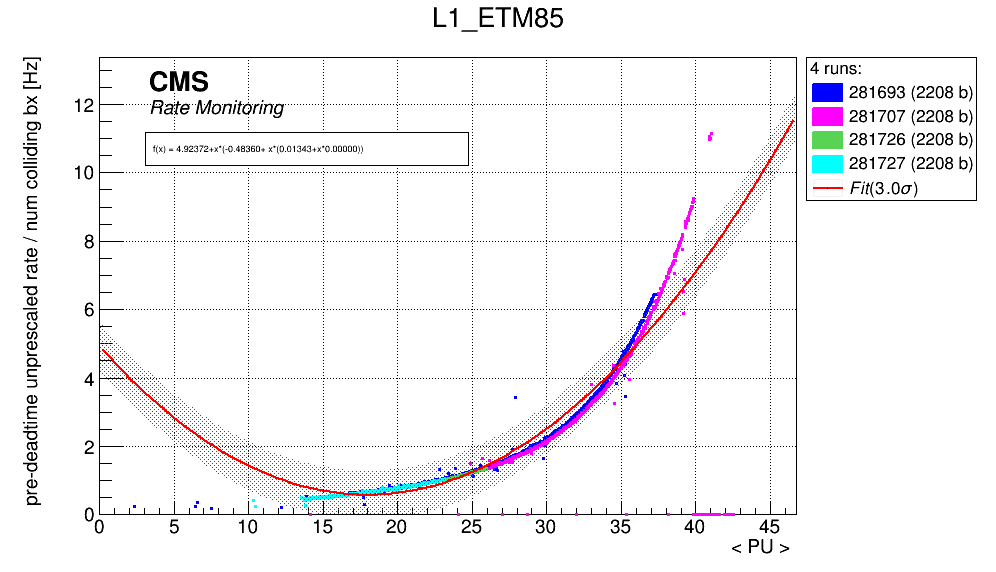 L1_ETM85
pre-deadtime unprescaled rate / num colliding bx [Hz]
CMS
Rate Monitoring
f(x) = 4.92372+x*(-0.48360+ x*(0.01343+x*0.00000))
12
10
8
6
4
2
0
0 5 10 15 20 25 30 35 40 45
< PU >
4 runs:
281693 (2208 b)
281707 (2208 b)
281726 (2208 b)
281727 (2208 b)
Fit(3.0σ)